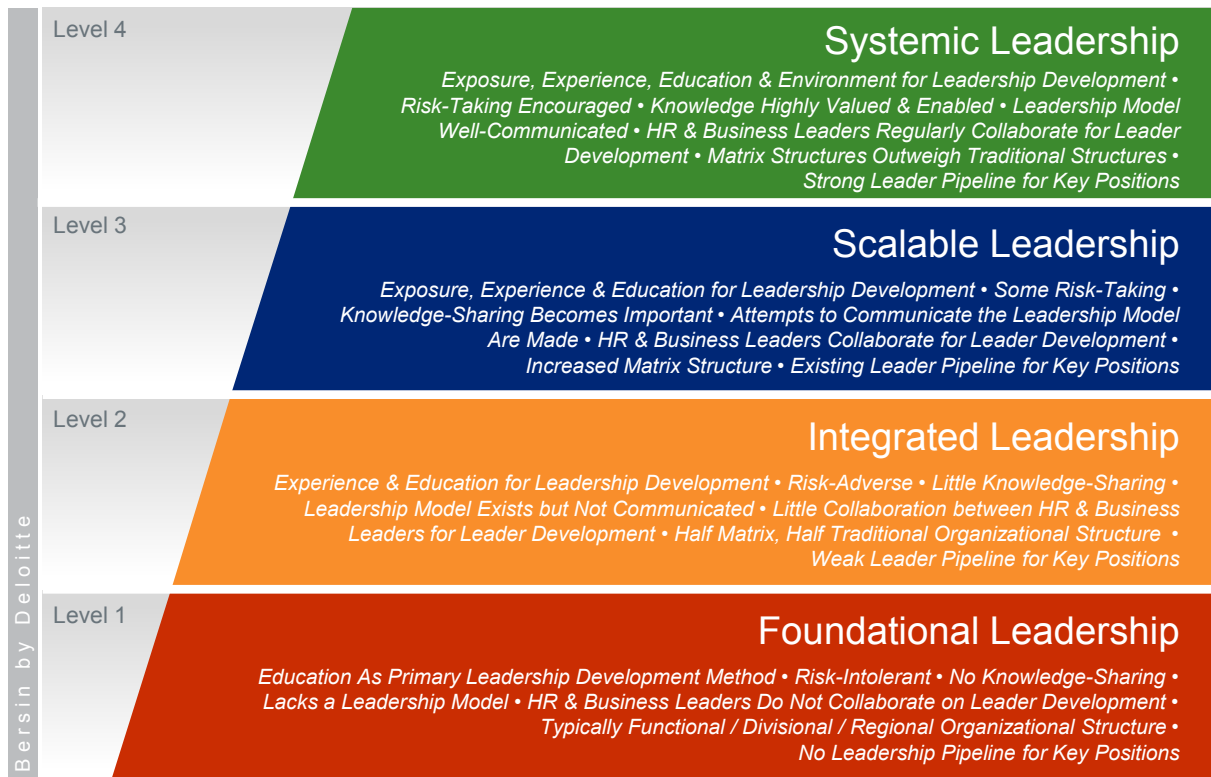 Level 4
Systemic Leadership
Exposure, Experience, Education & Environment for Leadership Development •
Risk-Taking Encouraged • Knowledge Highly Valued & Enabled • Leadership Model
Well-Communicated • HR & Business Leaders Regularly Collaborate for Leader
Development • Matrix Structures Outweigh Traditional Structures •
Strong Leader Pipeline for Key Positions
Level 3
Scalable Leadership
Exposure, Experience & Education for Leadership Development • Some Risk-Taking •
Knowledge-Sharing Becomes Important • Attempts to Communicate the Leadership Model
Are Made • HR & Business Leaders Collaborate for Leader Development •
Increased Matrix Structure • Existing Leader Pipeline for Key Positions
Level 2
Integrated Leadership
Experience & Education for Leadership Development • Risk-Adverse • Little Knowledge-Sharing •
Leadership Model Exists but Not Communicated • Little Collaboration between HR & Business
Leaders for Leader Development • Half Matrix, Half Traditional Organizational Structure •
Weak Leader Pipeline for Key Positions
Level 1
Foundational Leadership
Education As Primary Leadership Development Method • Risk-Intolerant • No Knowledge-Sharing •
Lacks a Leadership Model • HR & Business Leaders Do Not Collaborate on Leader Development •
Typically Functional / Divisional / Regional Organizational Structure •
No Leadership Pipeline for Key Positions
Bersin by Deloitte